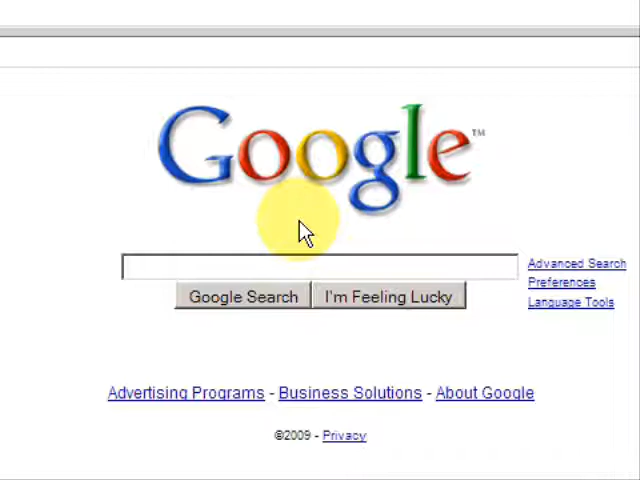 Google™
Advanced Search
Preferences
Language Tools
Google Search I'm Feeling Lucky
Advertising Programs - Business Solutions - About Google
©2009 - Privacy